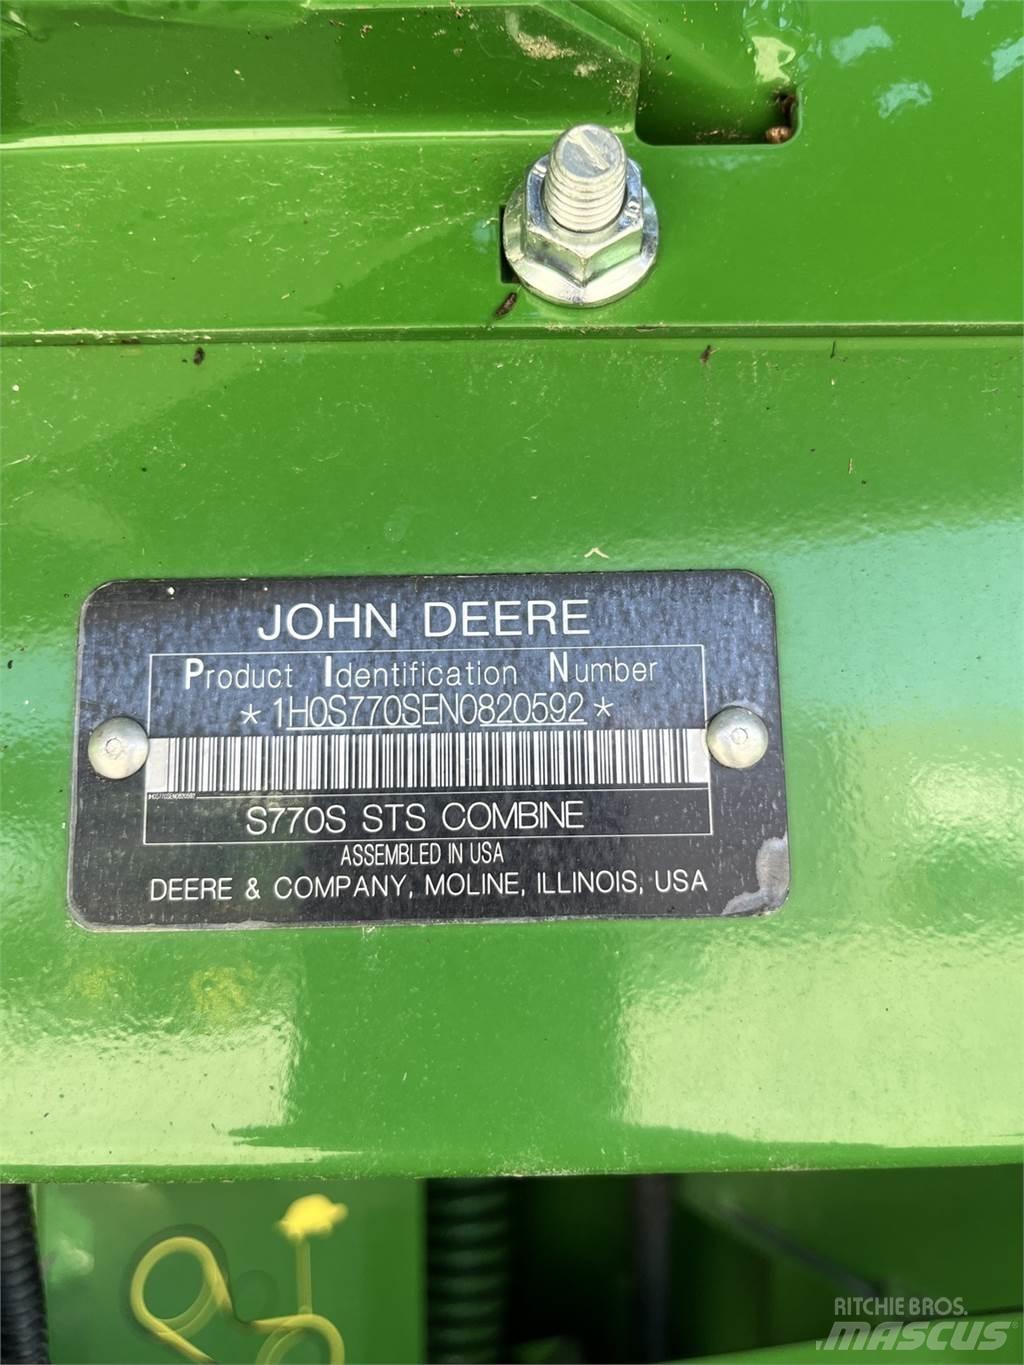 JOHN DEERE
Product Identification Number
*1H0S770SEN0820592*
1H0S770SEN0820592
S770S STS COMBINE
ASSEMBLED IN USA
DEERE & COMPANY, MOLINE, ILLINOIS, USA
RITCHIE BROS.
MASCUS